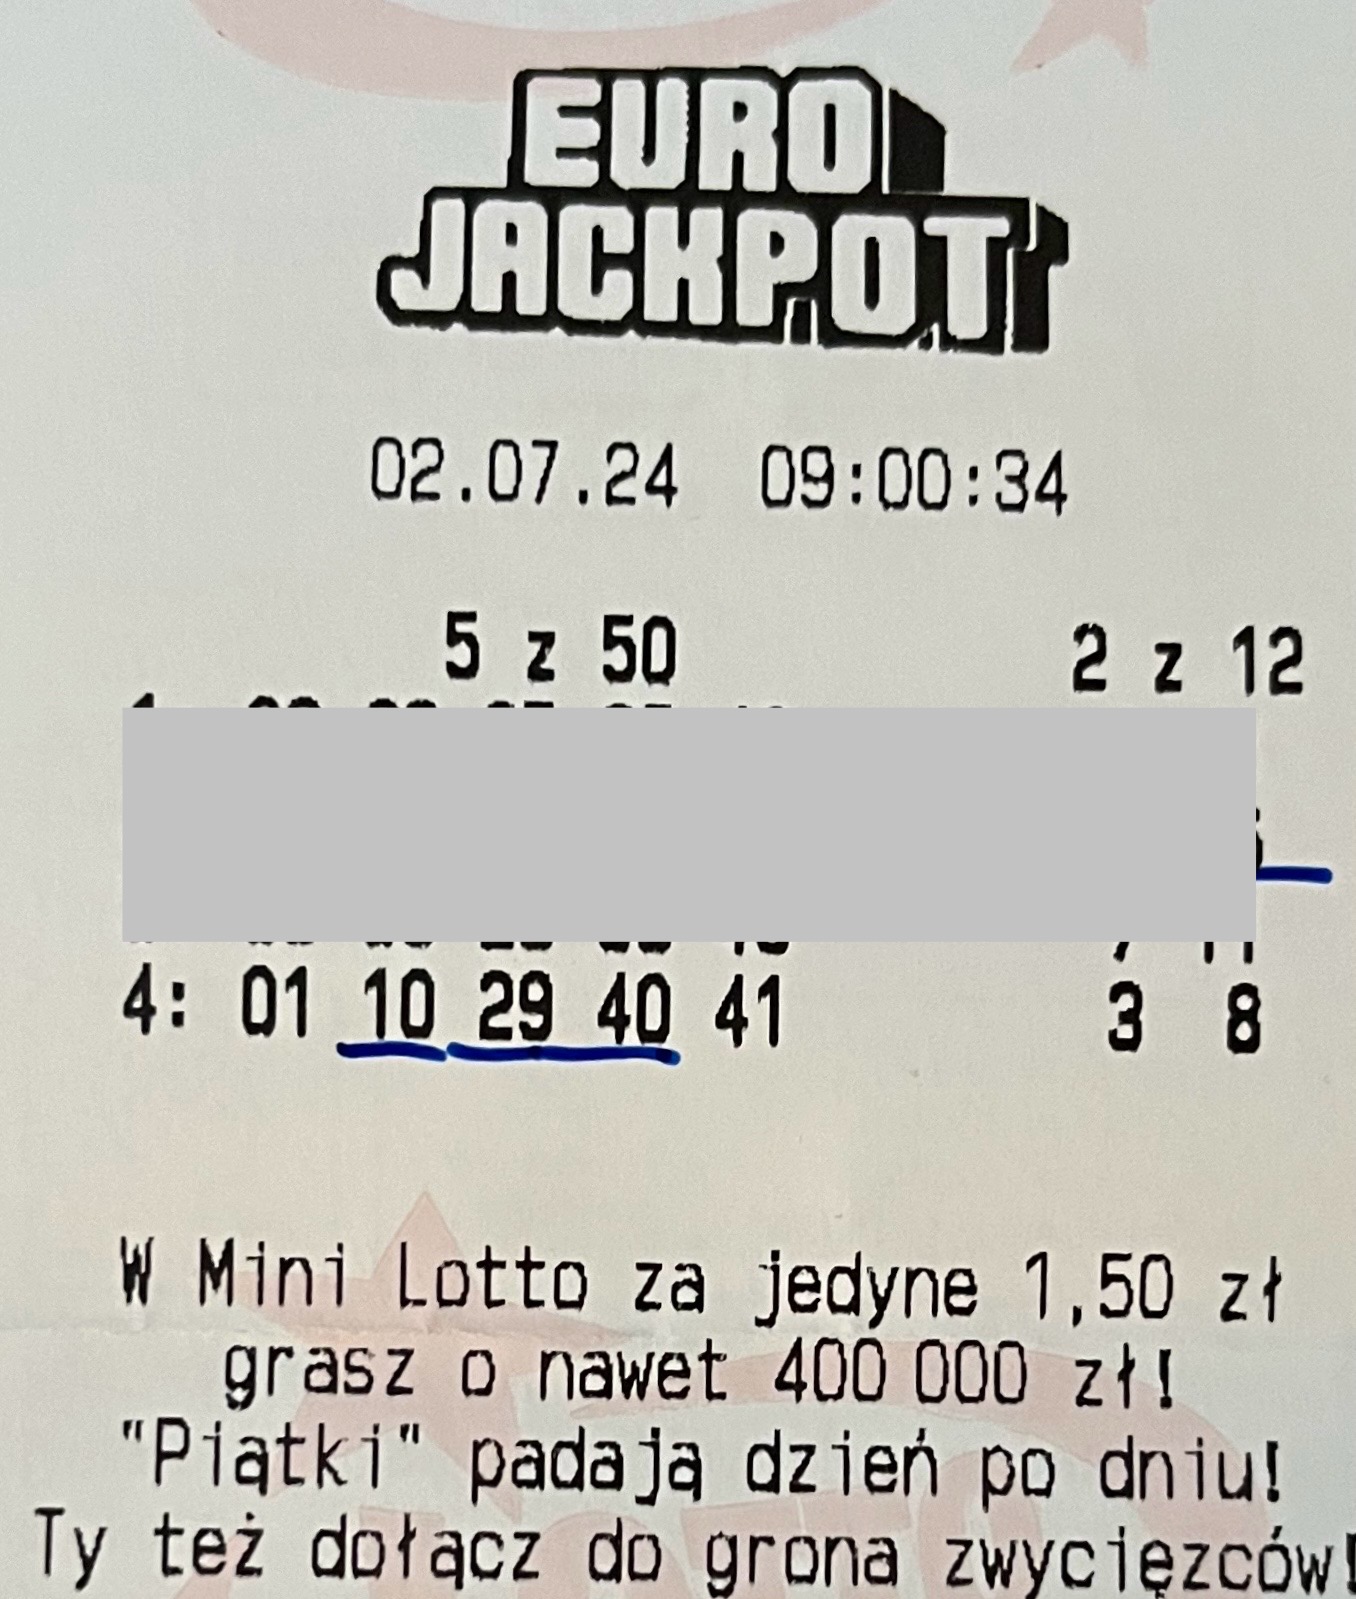 EURO
JACKPOT
02.07.24 09:00:34
5 z 50 2 z 12
4: 01 10 29 40 41 3 8
W Mini Lotto za jedyne 1,50 zł
grasz o nawet 400 000 zł!
"Piątki" padają dzień po dniu!
Ty też dołącz do grona zwycięzców!